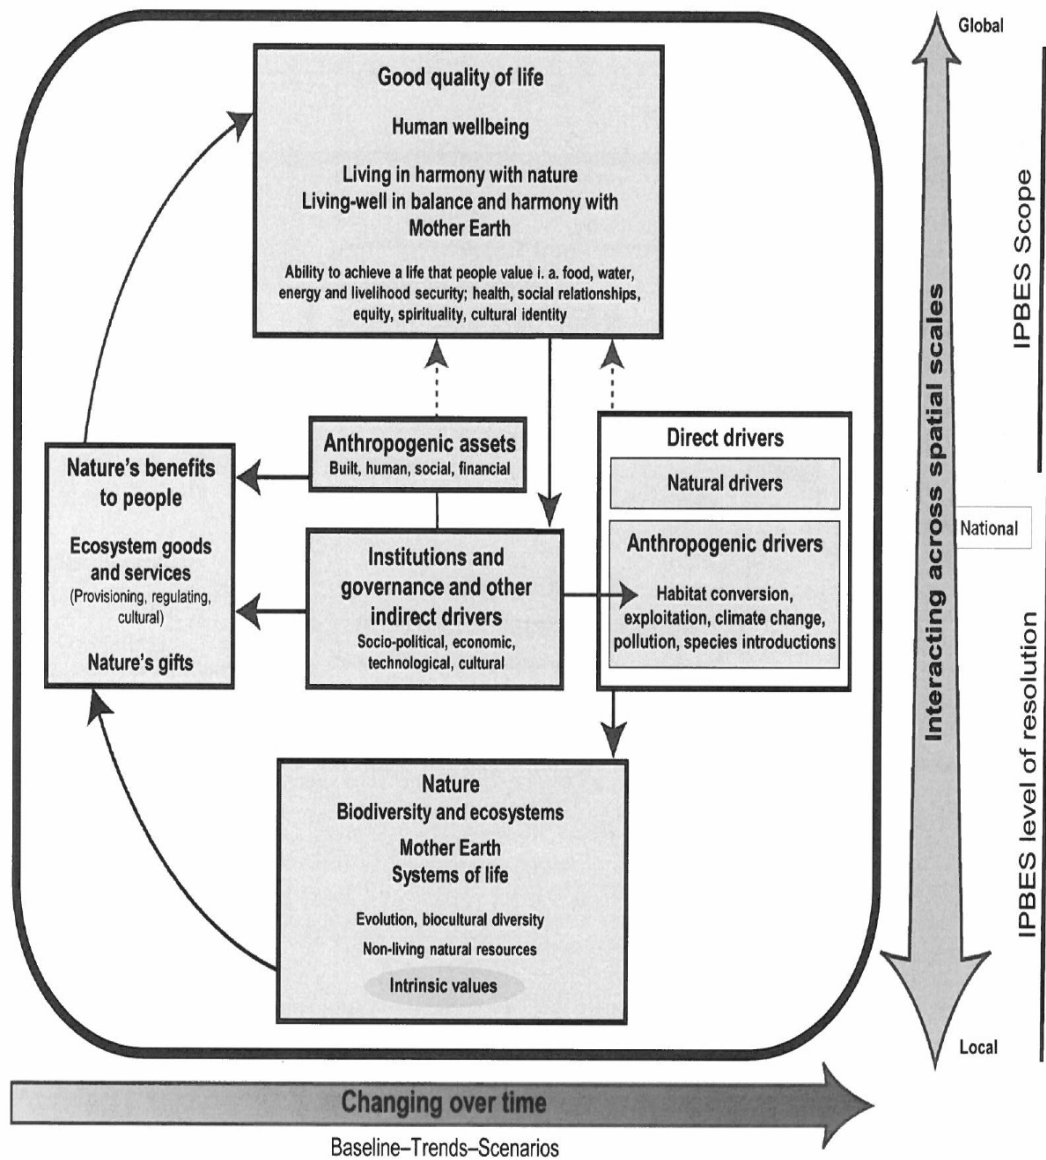 Good quality of life
Human wellbeing
Living in harmony with nature
Living-well in balance and harmony with
Mother Earth
Ability to achieve a life that people value i. a. food, water,
energy and livelihood security; health, social relationships,
equity, spirituality, cultural identity
Nature's benefits
to people
Ecosystem goods
and services
(Provisioning, regulating,
cultural)
Nature's gifts
Anthropogenic assets
Built, human, social, financial
Institutions and
governance and other
indirect drivers
Socio-political, economic,
technological, cultural
Direct drivers
Natural drivers
Anthropogenic drivers
Habitat conversion,
exploitation, climate change,
pollution, species introductions
Nature
Biodiversity and ecosystems
Mother Earth
Systems of life
Evolution, biocultural diversity
Non-living natural resources
Intrinsic values
Global
National
Local
Interacting across spatial scales
IPBES Scope
IPBES level of resolution
Changing over time
Baseline–Trends–Scenarios